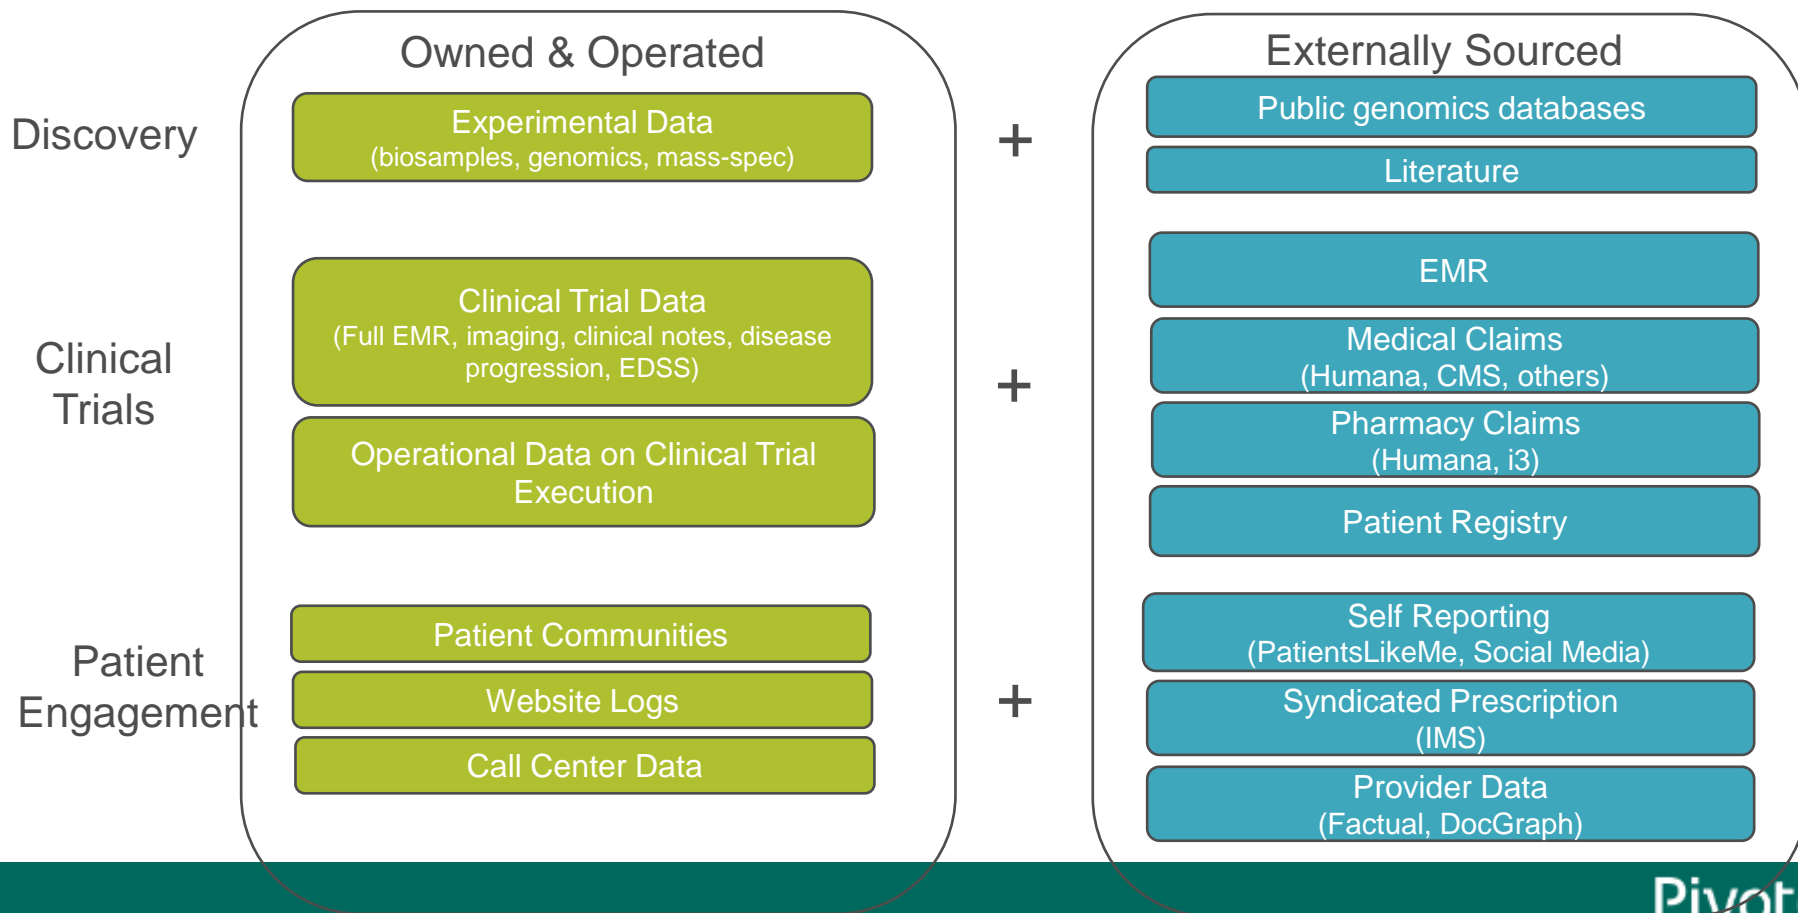 Owned & Operated
Externally Sourced
Discovery
Experimental Data
(biosamples, genomics, mass-spec)
+
Public genomics databases
Literature
Clinical
Trials
Clinical Trial Data
(Full EMR, imaging, clinical notes, disease
progression, EDSS)
Operational Data on Clinical Trial
Execution
+
EMR
Medical Claims
(Humana, CMS, others)
Pharmacy Claims
(Humana, i3)
Patient Registry
Patient
Engagement
Patient Communities
Website Logs
Call Center Data
+
Self Reporting
(PatientsLikeMe, Social Media)
Syndicated Prescription
(IMS)
Provider Data
(Factual, DocGraph)